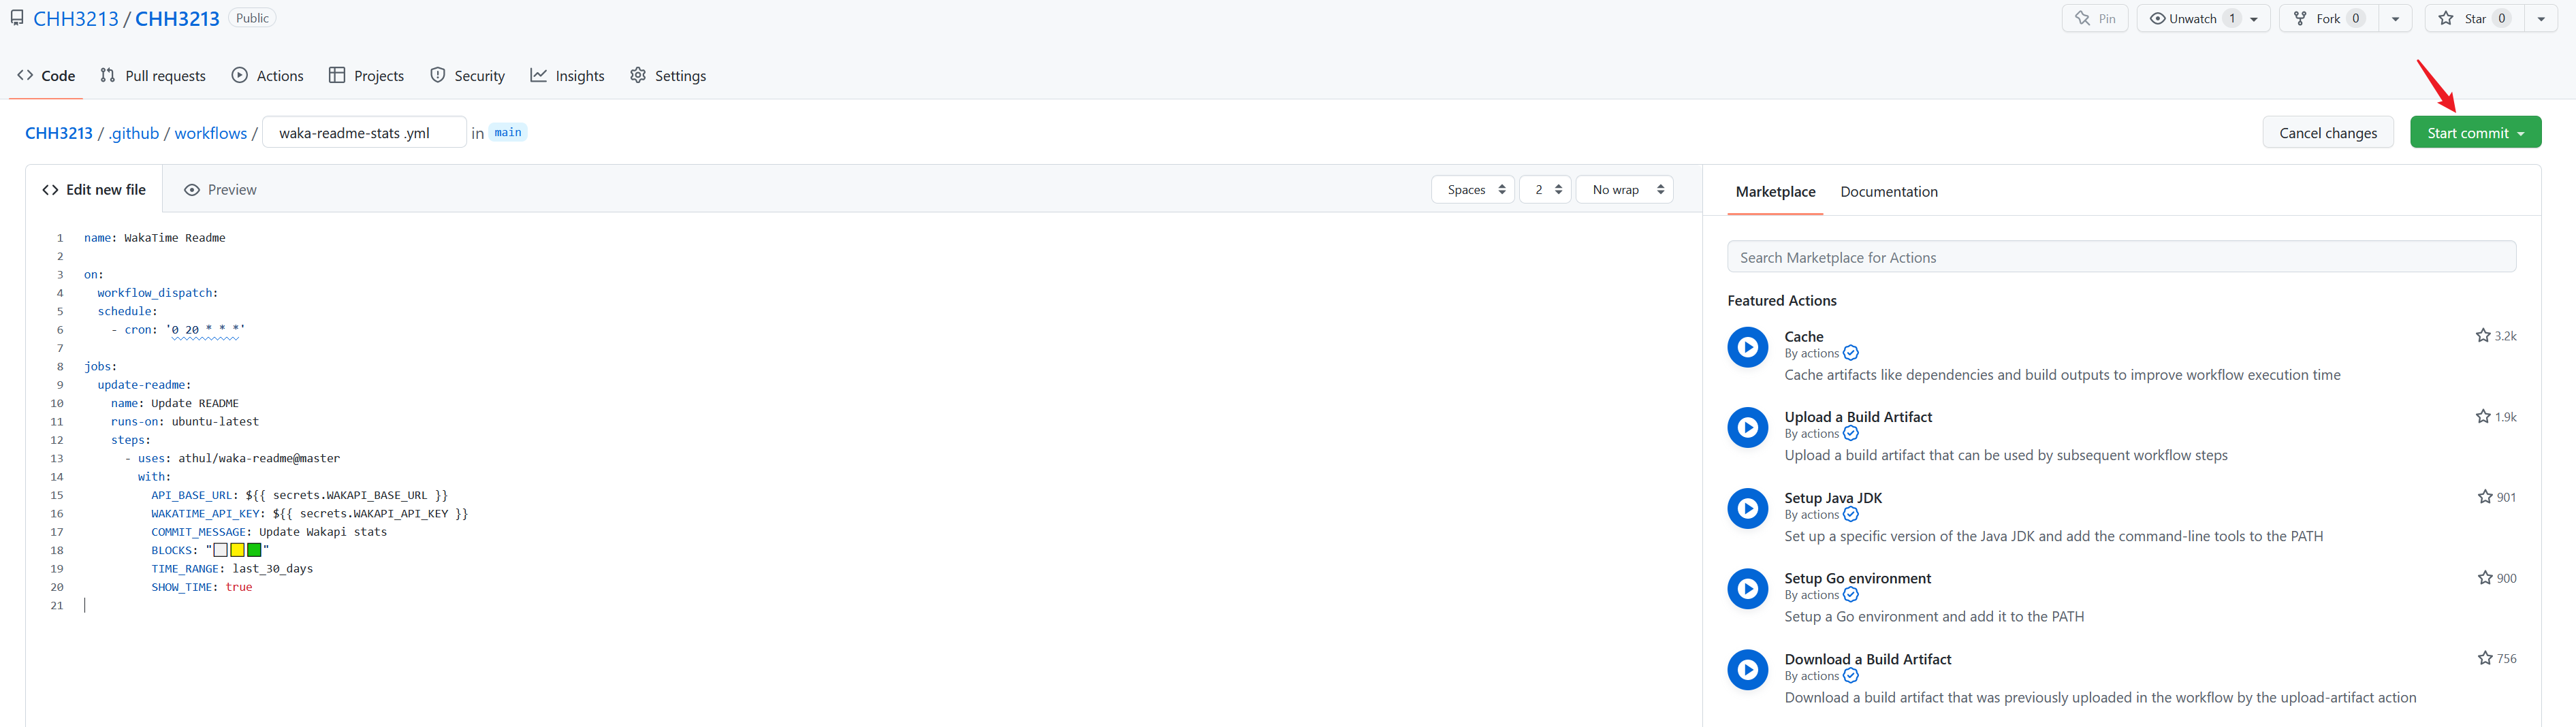 CHH3213 / CHH3213 Public
Pin
Unwatch 1
Fork 0
Star 0
Code
Pull requests
Actions
Projects
Security
Insights
Settings
CHH3213 / .github / workflows / waka-readme-stats .yml in main
Cancel changes
Start commit
Edit new file
Preview
Spaces
2
No wrap
1 name: WakaTime Readme
2
3 on:
4 workflow_dispatch:
5 schedule:
6 - cron: '0 20 * * *'
7
8 jobs:
9 update-readme:
10 name: Update README
11 runs-on: ubuntu-latest
12 steps:
13 - uses: athul/waka-readme@master
14 with:
15 API_BASE_URL: ${{ secrets.WAKAPI_BASE_URL }}
16 WAKATIME_API_KEY: ${{ secrets.WAKAPI_API_KEY }}
17 COMMIT_MESSAGE: Update Wakapi stats
18 BLOCKS: "⬜🟨🟩"
19 TIME_RANGE: last_30_days
20 SHOW_TIME: true
21
Marketplace
Documentation
Search Marketplace for Actions
Featured Actions
Cache
3.2k
By actions
Cache artifacts like dependencies and build outputs to improve workflow execution time
Upload a Build Artifact
1.9k
By actions
Upload a build artifact that can be used by subsequent workflow steps
Setup Java JDK
901
By actions
Set up a specific version of the Java JDK and add the command-line tools to the PATH
Setup Go environment
900
By actions
Setup a Go environment and add it to the PATH
Download a Build Artifact
756
By actions
Download a build artifact that was previously uploaded in the workflow by the upload-artifact action